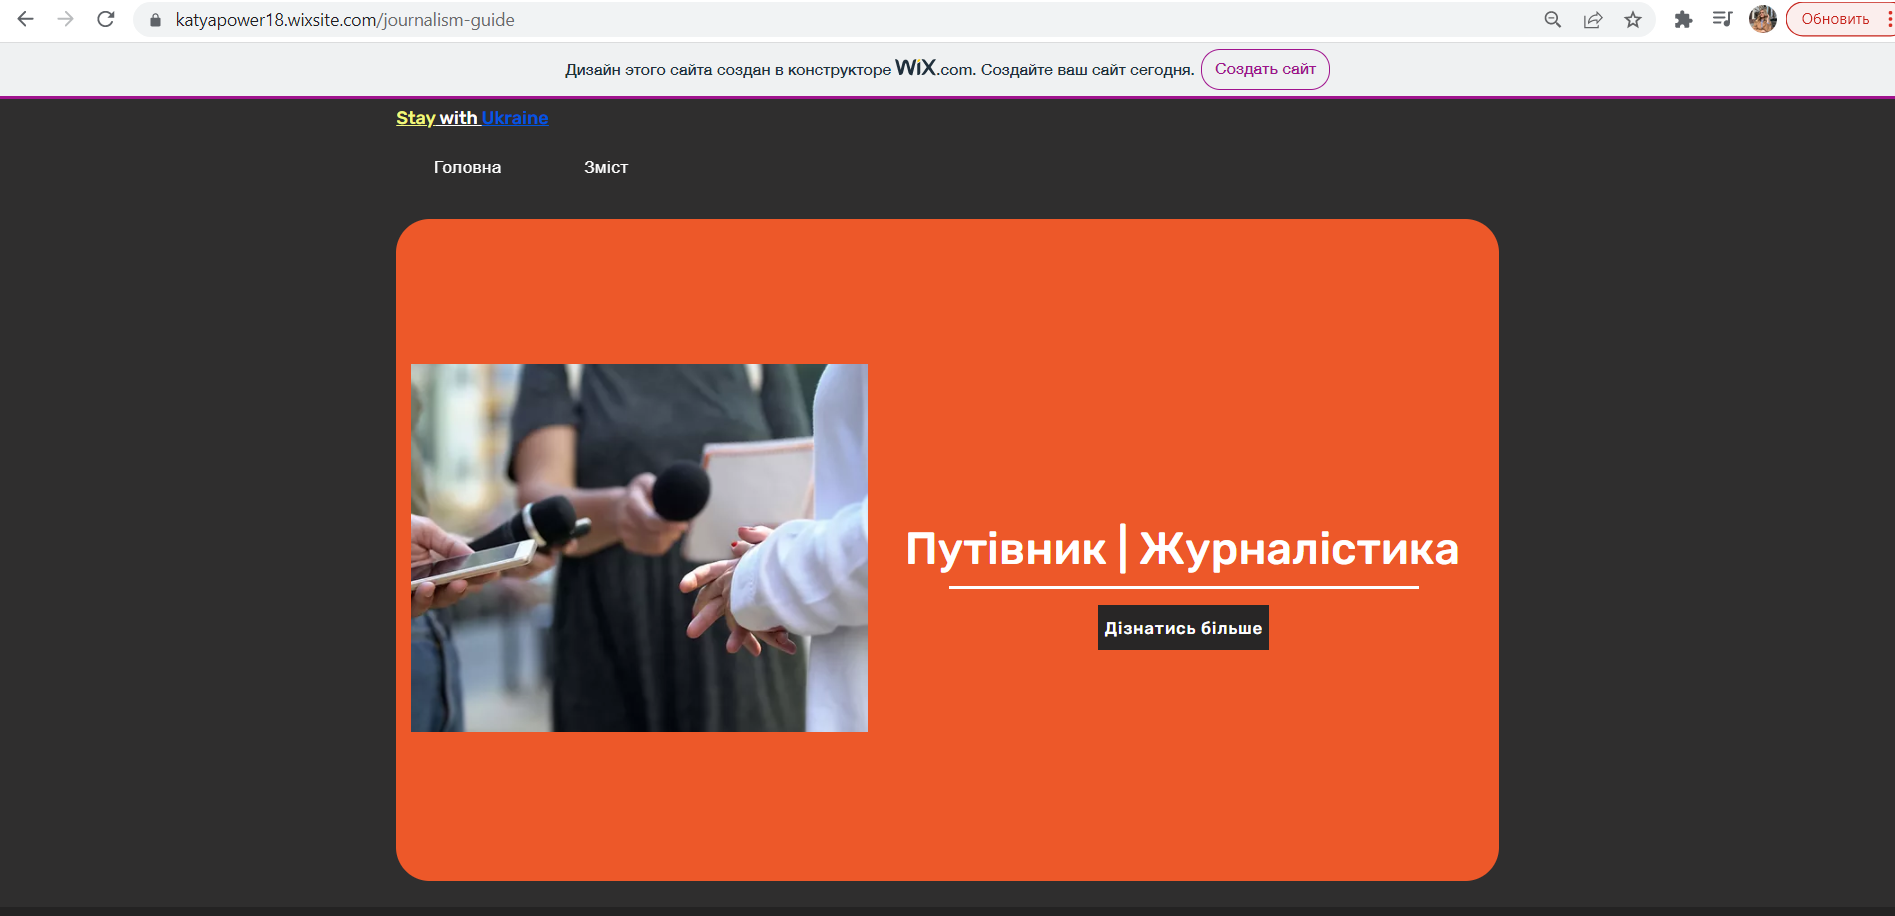 katyapower18.wixsite.com/journalism-guide
Обновить
Дизайн этого сайта создан в конструкторе WiX.com. Создайте ваш сайт сегодня. Создать сайт
Stay with Ukraine
Головна Зміст
Путівник | Журналістика
Дізнатись більше